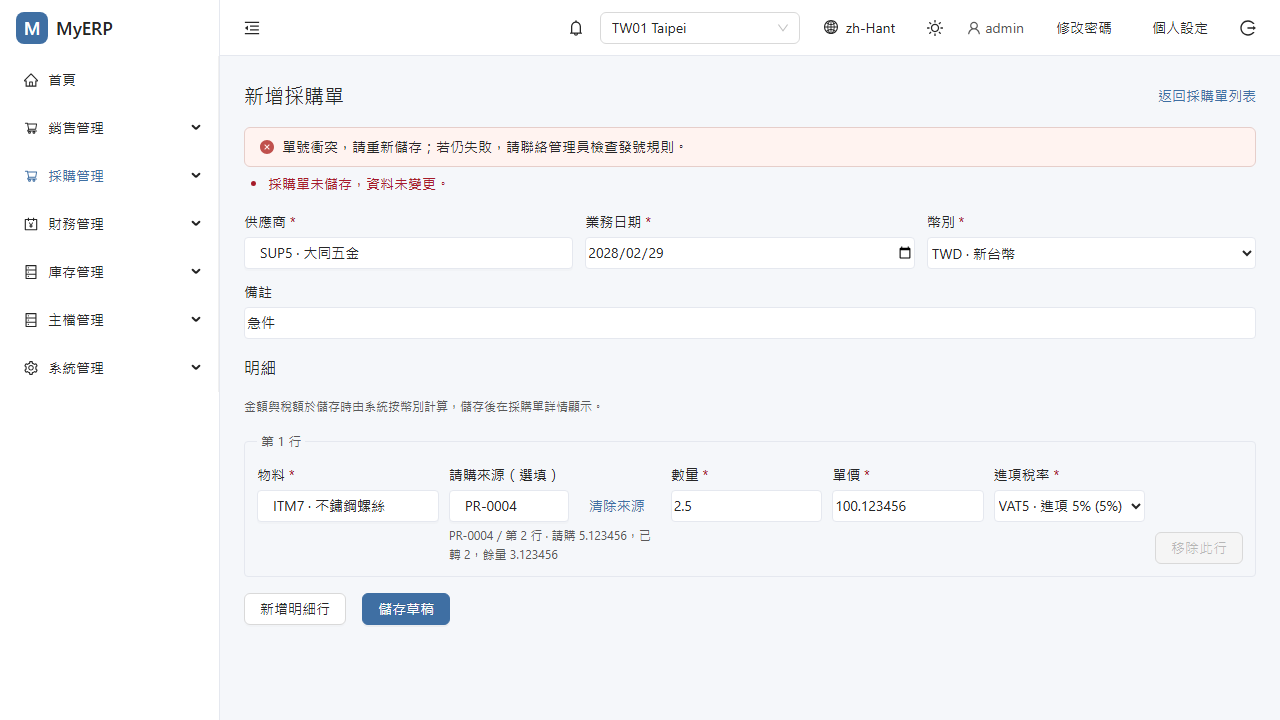 M MyERP
TW01 Taipei
zh-Hant
admin
修改密碼
個人設定
首頁
銷售管理
採購管理
財務管理
庫存管理
主檔管理
系統管理
新增採購單
返回採購單列表
單號衝突，請重新儲存；若仍失敗，請聯絡管理員檢查發號規則。
• 採購單未儲存，資料未變更。
供應商 * 業務日期 * 幣別 *
SUP5 · 大同五金 2028/02/29 TWD · 新台幣
備註
急件
明細
金額與稅額於儲存時由系統按幣別計算，儲存後在採購單詳情顯示。
第 1 行
物料 * 請購來源（選填） 數量 * 單價 * 進項稅率 *
ITM7 · 不鏽鋼螺絲 PR-0004 清除來源 2.5 100.123456 VAT5 · 進項 5% (5%)
PR-0004 / 第 2 行 · 請購 5.123456，已
轉 2，餘量 3.123456
移除此行
新增明細行 儲存草稿